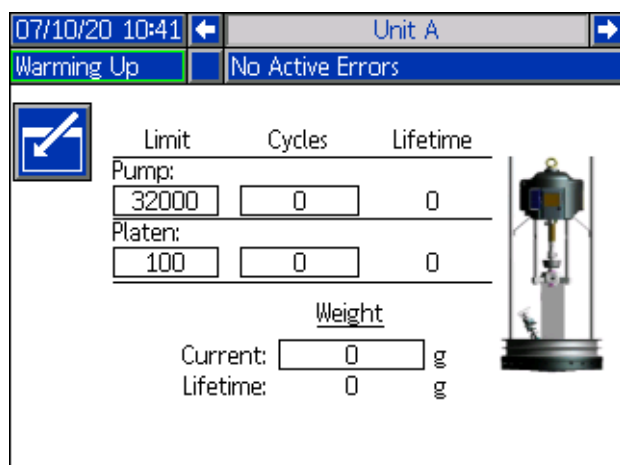 07/10/20 10:41 Unit A
Warming Up No Active Errors
Limit Cycles Lifetime
Pump:
32000 0 0
Platen:
100 0 0
Weight
Current: 0 g
Lifetime: 0 g